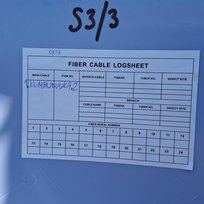 S3/3
FIBER CABLE LOGSHEET
MAIN CABLE
ITEM NO.
BRANCH CABLE
FIBERS
FIBER NO.
OBJECT SITE
BRANCH
CABLE NAME
FIBERS
FIBER NO.
OBJECT SITE
FIBER SERIAL NUMBER
1 2 3 4 5 6 7 8 9 10 11 12
13 14 15 16 17 18 19 20 21 22 23 24